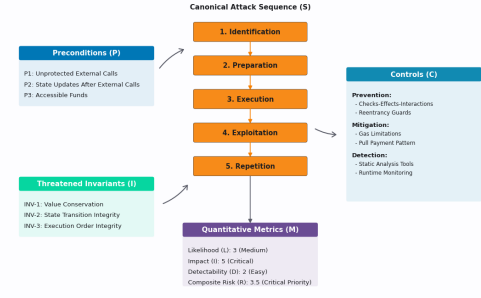 Canonical Attack Sequence (S)
1. Identification
2. Preparation
3. Execution
4. Exploitation
5. Repetition
Preconditions (P)
P1: Unprotected External Calls
P2: State Updates After External Calls
P3: Accessible Funds
Threatened Invariants (I)
INV-1: Value Conservation
INV-2: State Transition Integrity
INV-3: Execution Order Integrity
Controls (C)
Prevention:
- Checks-Effects-Interactions
- Reentrancy Guards
Mitigation:
- Gas Limitations
- Pull Payment Pattern
Detection:
- Static Analysis Tools
- Runtime Monitoring
Quantitative Metrics (M)
Likelihood (L): 3 (Medium)
Impact (I): 5 (Critical)
Detectability (D): 2 (Easy)
Composite Risk (R): 3.5 (Critical Priority)